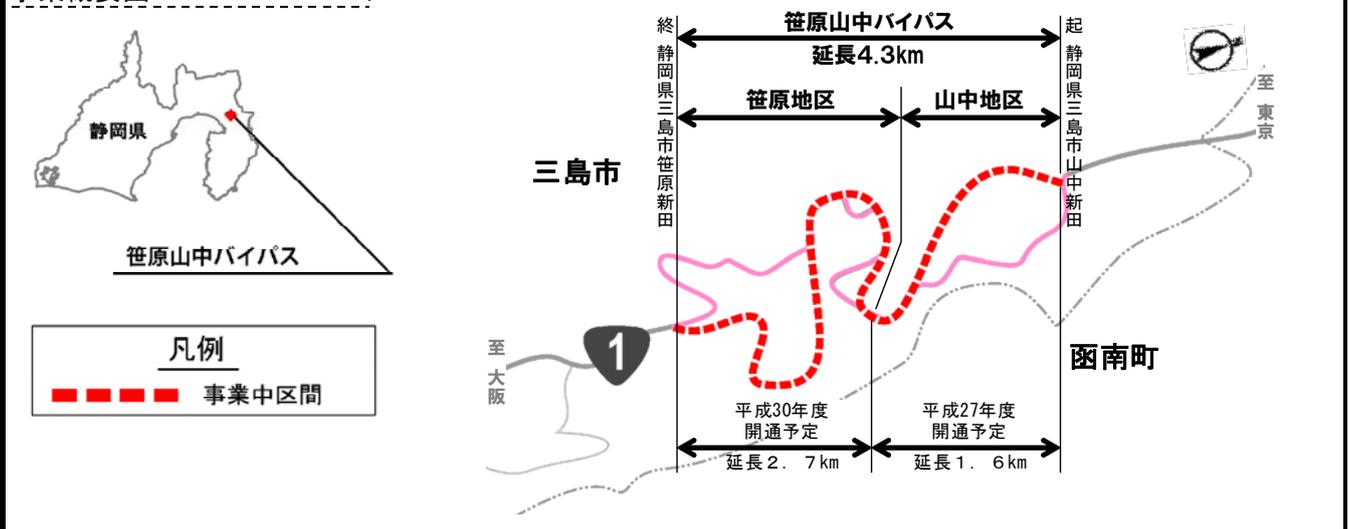 静岡県
笹原山中バイパス
凡例
事業中区間
笹原山中バイパス
延長4.3km
笹原地区
山中地区
終 静岡県三島市笹原新田
起 静岡県三島市山中新田
至 東京
三島市
1
至 大阪
函南町
平成30年度
開通予定
延長2．7km
平成27年度
開通予定
延長1．6km